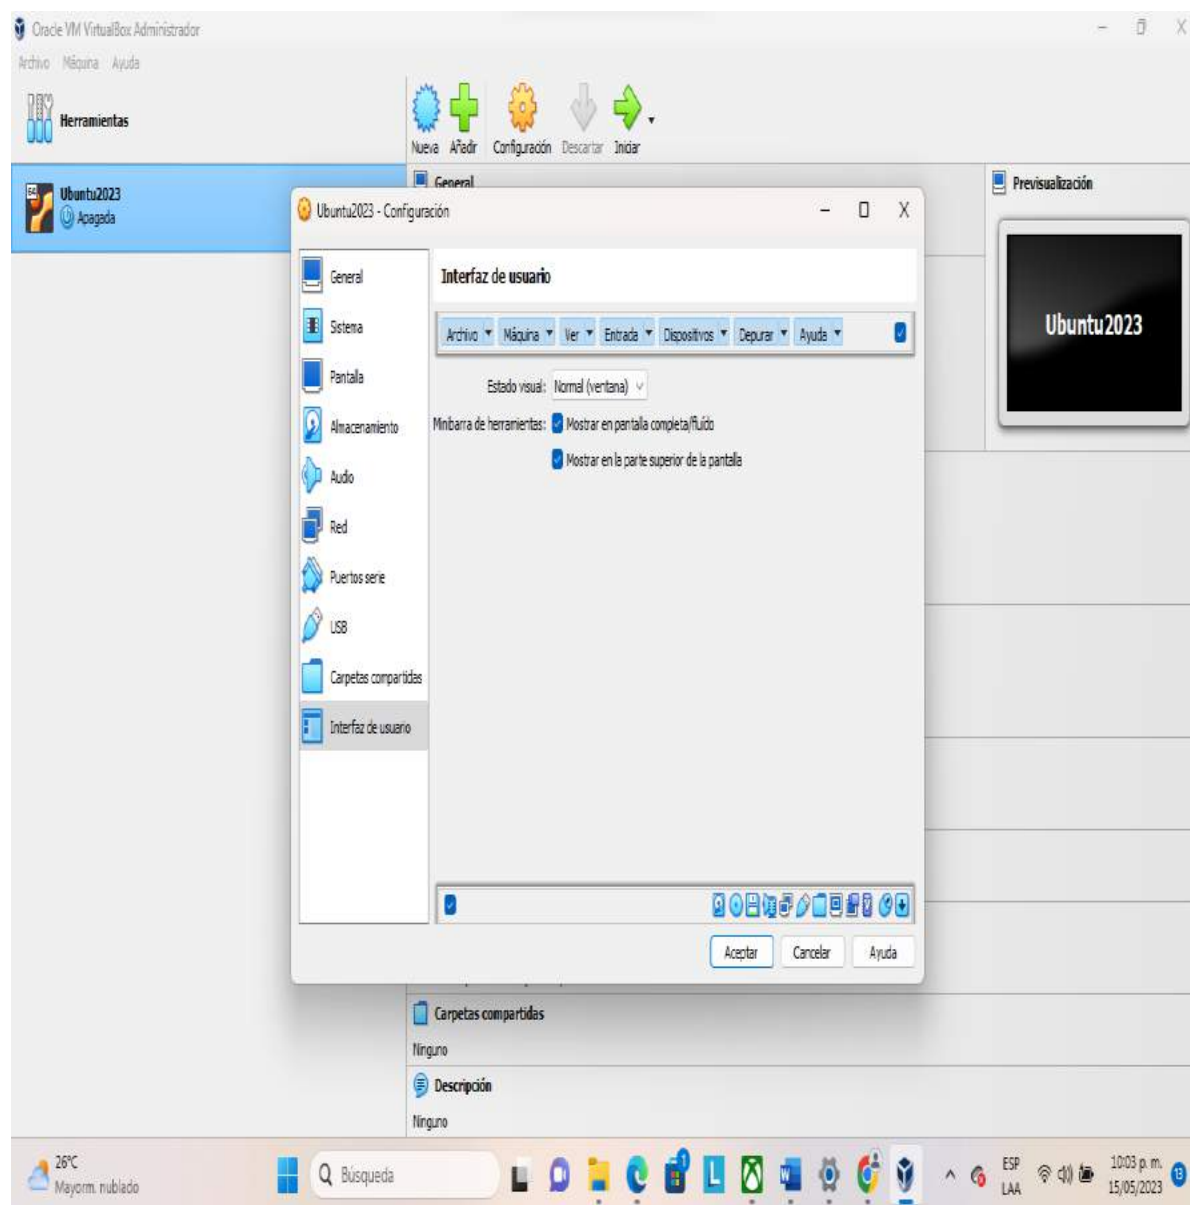 Oracle VM VirtualBox Administrador
Archivo Máquina Ayuda
Herramientas
Nueva Añadir Configuración Descartar Iniciar
64
Ubuntu2023
Apagada
General
Previsualización
Ubuntu2023
Ubuntu2023 - Configuración
General
Sistema
Pantalla
Almacenamiento
Audio
Red
Puertos serie
USB
Carpetas compartidas
Interfaz de usuario
Interfaz de usuario
Archivo Máquina Ver Entrada Dispositivos Depurar Ayuda
Estado visual: Normal (ventana)
Minibarra de herramientas: Mostrar en pantalla completa/fluído
Mostrar en la parte superior de la pantalla
Aceptar Cancelar Ayuda
Carpetas compartidas
Ninguno
Descripción
Ninguno
26°C
Mayorm. nublado
Búsqueda
1
L
ESP
LAA
10:03 p. m.
15/05/2023
13